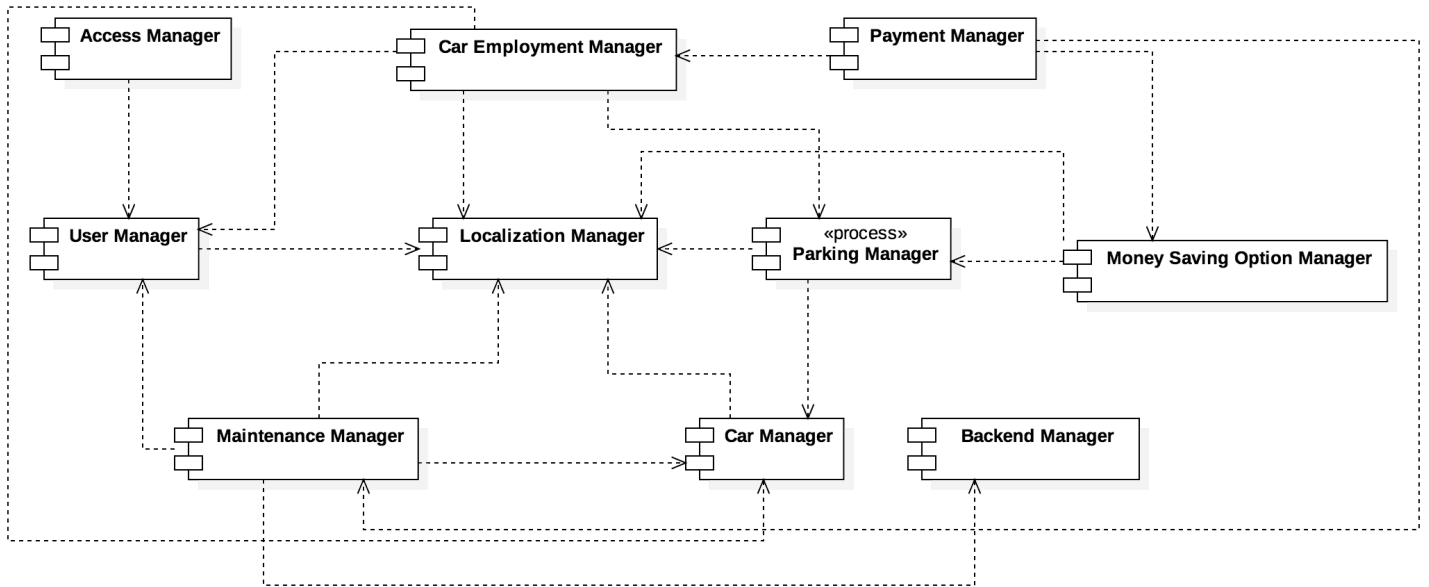 Access Manager
Car Employment Manager
Payment Manager
User Manager
Localization Manager
«process»
Parking Manager
Money Saving Option Manager
Maintenance Manager
Car Manager
Backend Manager